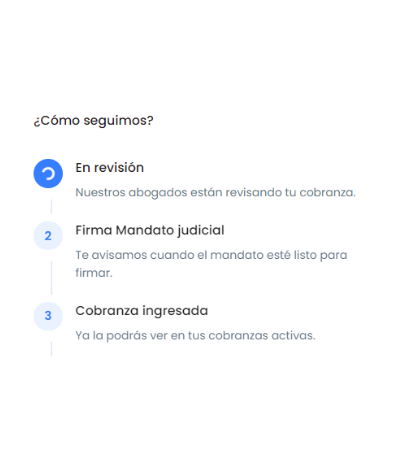 ¿Cómo seguimos?
En revisión
Nuestros abogados están revisando tu cobranza.
2
Firma Mandato judicial
Te avisamos cuando el mandato esté listo para
firmar.
3
Cobranza ingresada
Ya la podrás ver en tus cobranzas activas.